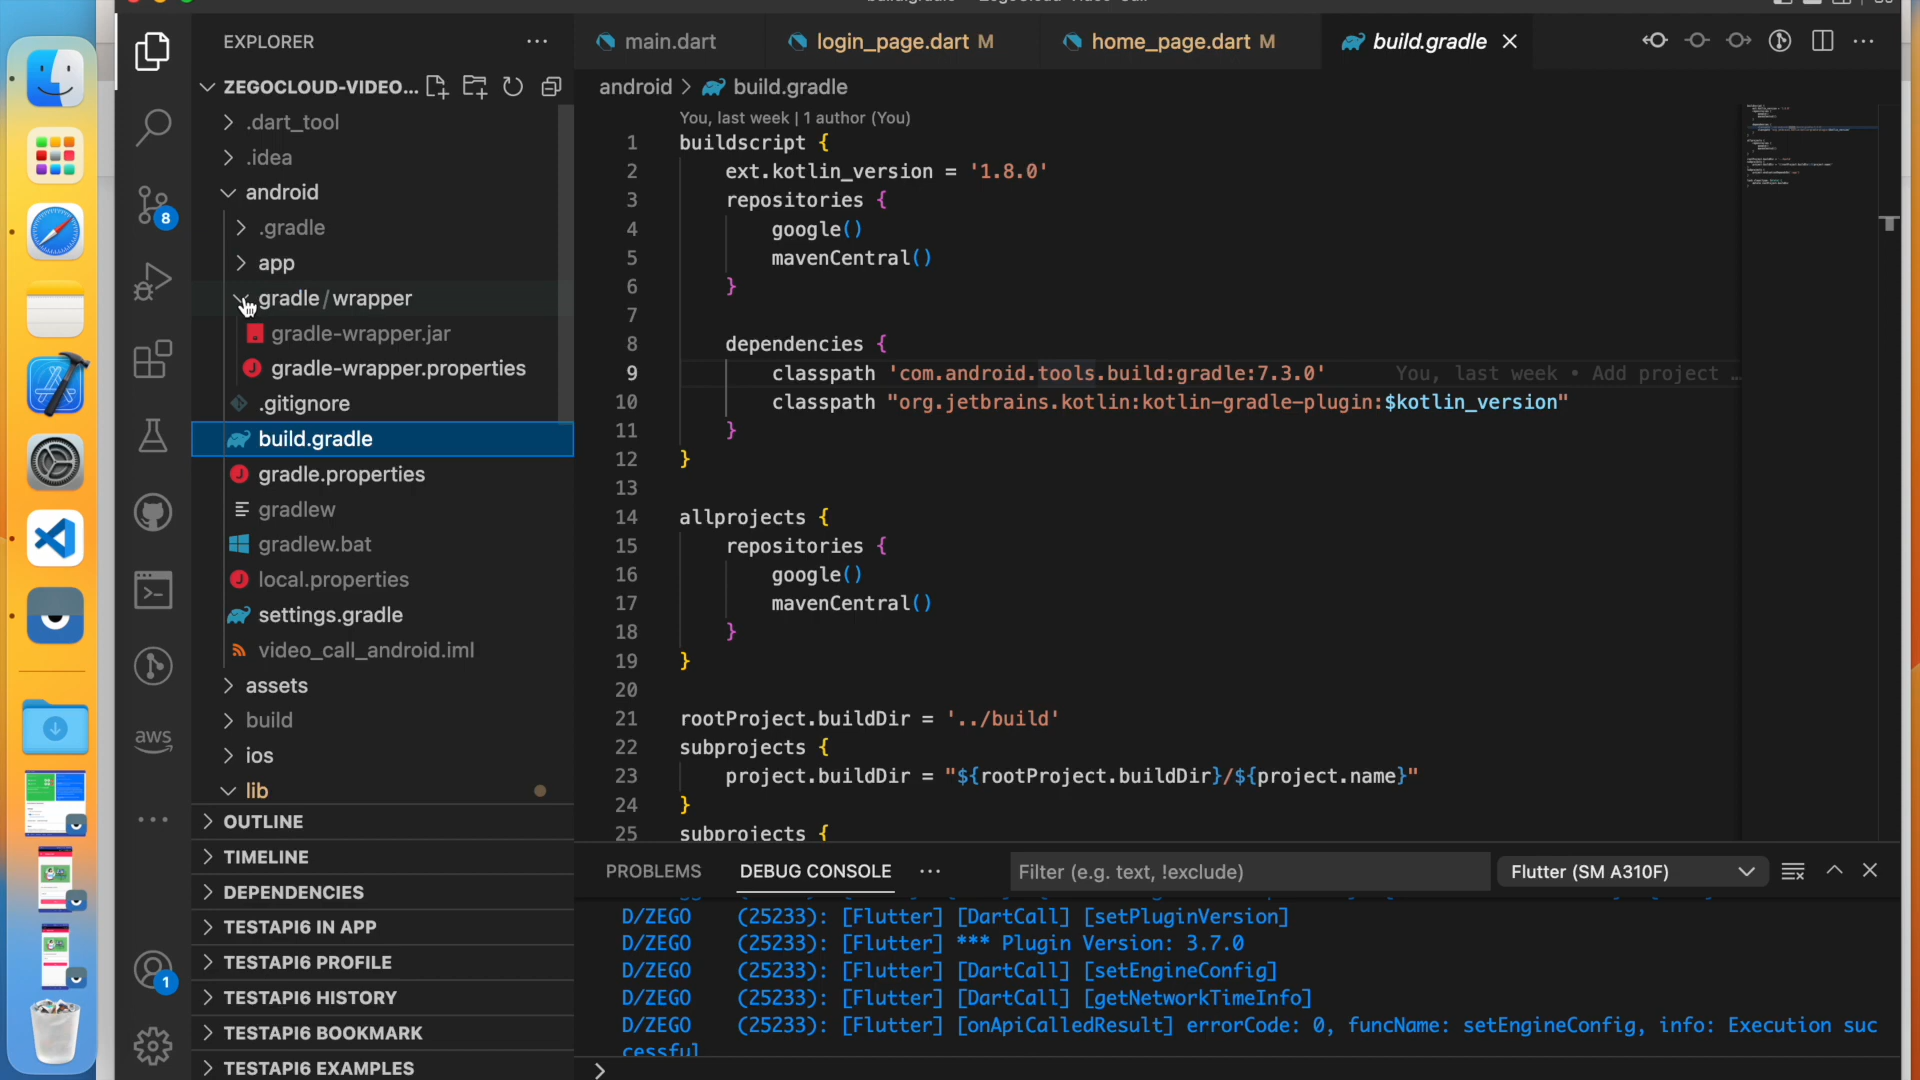 EXPLORER
ZEGOCLOUD-VIDEO...
.dart_tool
.idea
android
.gradle
app
gradle / wrapper
gradle-wrapper.jar
gradle-wrapper.properties
.gitignore
build.gradle
gradle.properties
gradlew
gradlew.bat
local.properties
settings.gradle
video_call_android.iml
assets
build
ios
lib
OUTLINE
TIMELINE
DEPENDENCIES
TESTAPI6 IN APP
TESTAPI6 PROFILE
TESTAPI6 HISTORY
TESTAPI6 BOOKMARK
TESTAPI6 EXAMPLES
8
aws
1
main.dart
login_page.dart M
home_page.dart M
build.gradle
android > build.gradle
You, last week | 1 author (You)
1 buildscript {
2 ext.kotlin_version = '1.8.0'
3 repositories {
4 google()
5 mavenCentral()
6 }
7
8 dependencies {
9 classpath 'com.android.tools.build:gradle:7.3.0' You, last week • Add project …
10 classpath "org.jetbrains.kotlin:kotlin-gradle-plugin:$kotlin_version"
11 }
12 }
13
14 allprojects {
15 repositories {
16 google()
17 mavenCentral()
18 }
19 }
20
21 rootProject.buildDir = '../build'
22 subprojects {
23 project.buildDir = "${rootProject.buildDir}/${project.name}"
24 }
25 subprojects {
PROBLEMS
DEBUG CONSOLE
Filter (e.g. text, !exclude)
Flutter (SM A310F)
D/ZEGO (25233): [Flutter] [DartCall] [setPluginVersion]
D/ZEGO (25233): [Flutter] *** Plugin Version: 3.7.0
D/ZEGO (25233): [Flutter] [DartCall] [setEngineConfig]
D/ZEGO (25233): [Flutter] [DartCall] [getNetworkTimeInfo]
D/ZEGO (25233): [Flutter] [onApiCalledResult] errorCode: 0, funcName: setEngineConfig, info: Execution suc
cessful